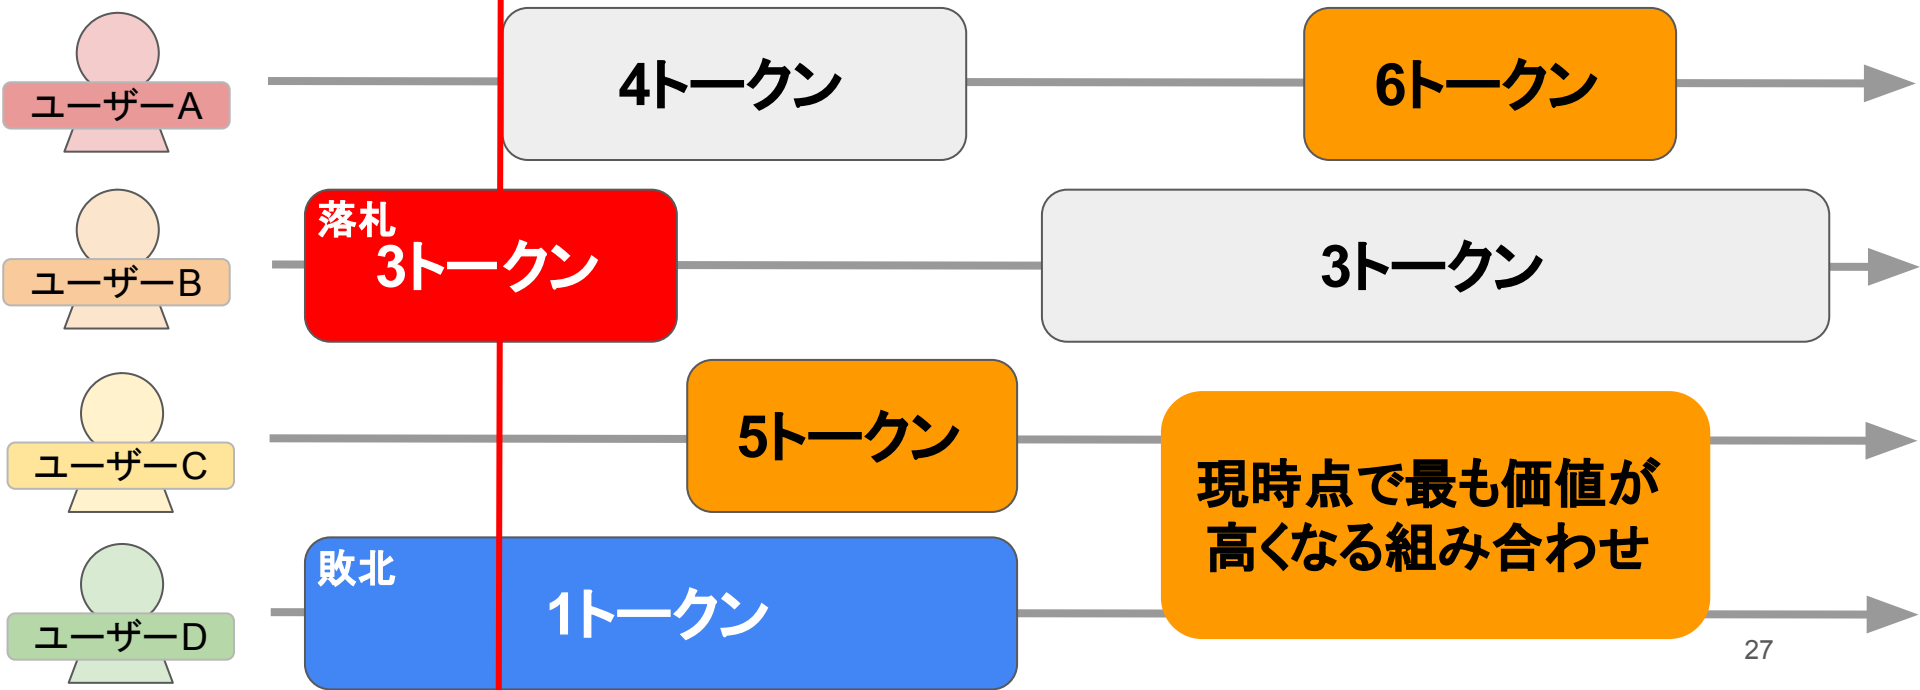 ユーザーA
4トークン
6トークン
ユーザーB
落札
3トークン
3トークン
ユーザーC
5トークン
現時点で最も価値が
高くなる組み合わせ
ユーザーD
敗北
1トークン
27